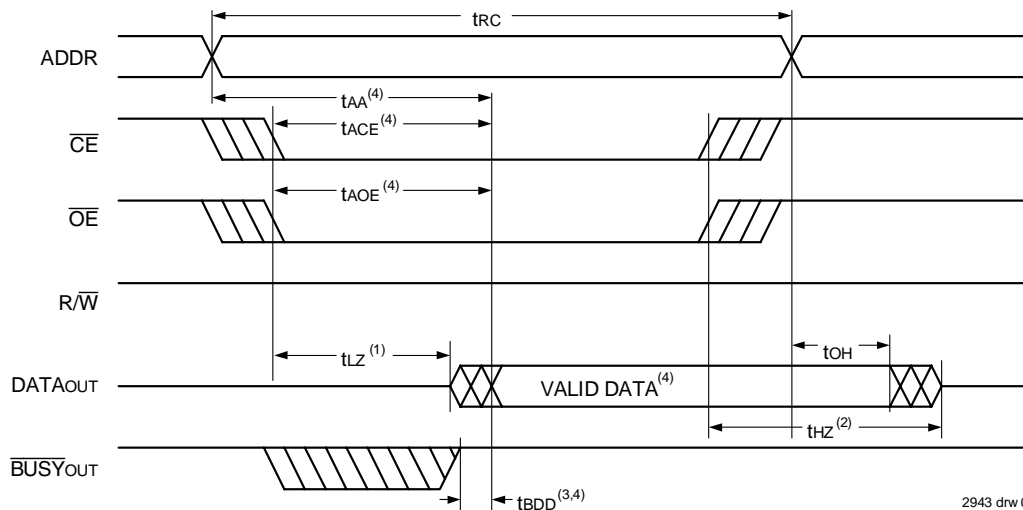 tRC
ADDR
tAA(4)
CE
tACE(4)
OE
tAOE(4)
R/W
tLZ(1)
tOH
DATAOUT
VALID DATA(4)
tHZ(2)
BUSYOUT
tBDD(3,4)
2943 drw 0